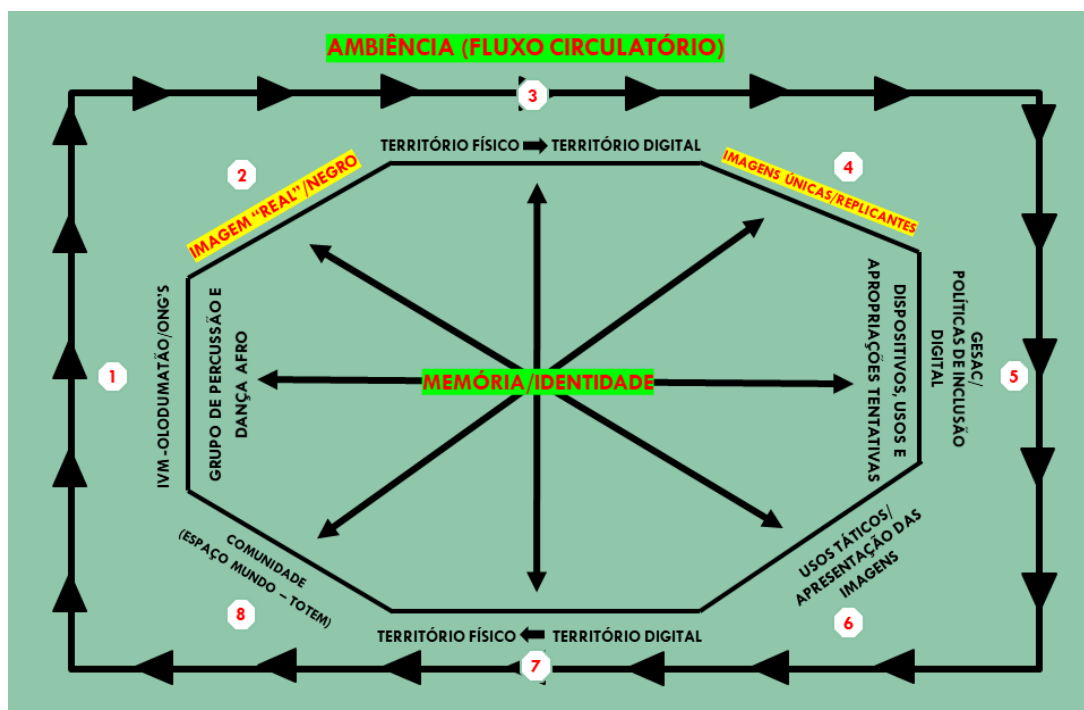 AMBIÊNCIA (FLUXO CIRCULATÓRIO)
3
TERRITÓRIO FÍSICO TERRITÓRIO DIGITAL
2
IMAGEM “REAL”/NEGRO
4
IMAGENS ÚNICAS/REPLICANTES
1
IVM-OLODUMATÃO/ONG'S
GRUPO DE PERCUSSÃO E
DANÇA AFRO
MEMÓRIA/IDENTIDADE
DISPOSITIVOS, USOS E
APROPRIAÇÕES TENTATIVAS
GESAC/
POLÍTICAS DE INCLUSÃO
DIGITAL
5
COMUNIDADE
(ESPAÇO MUNDO – TOTEM)
8
USOS TÁTICOS/
APRESENTAÇÃO DAS
IMAGENS
6
TERRITÓRIO FÍSICO TERRITÓRIO DIGITAL
7